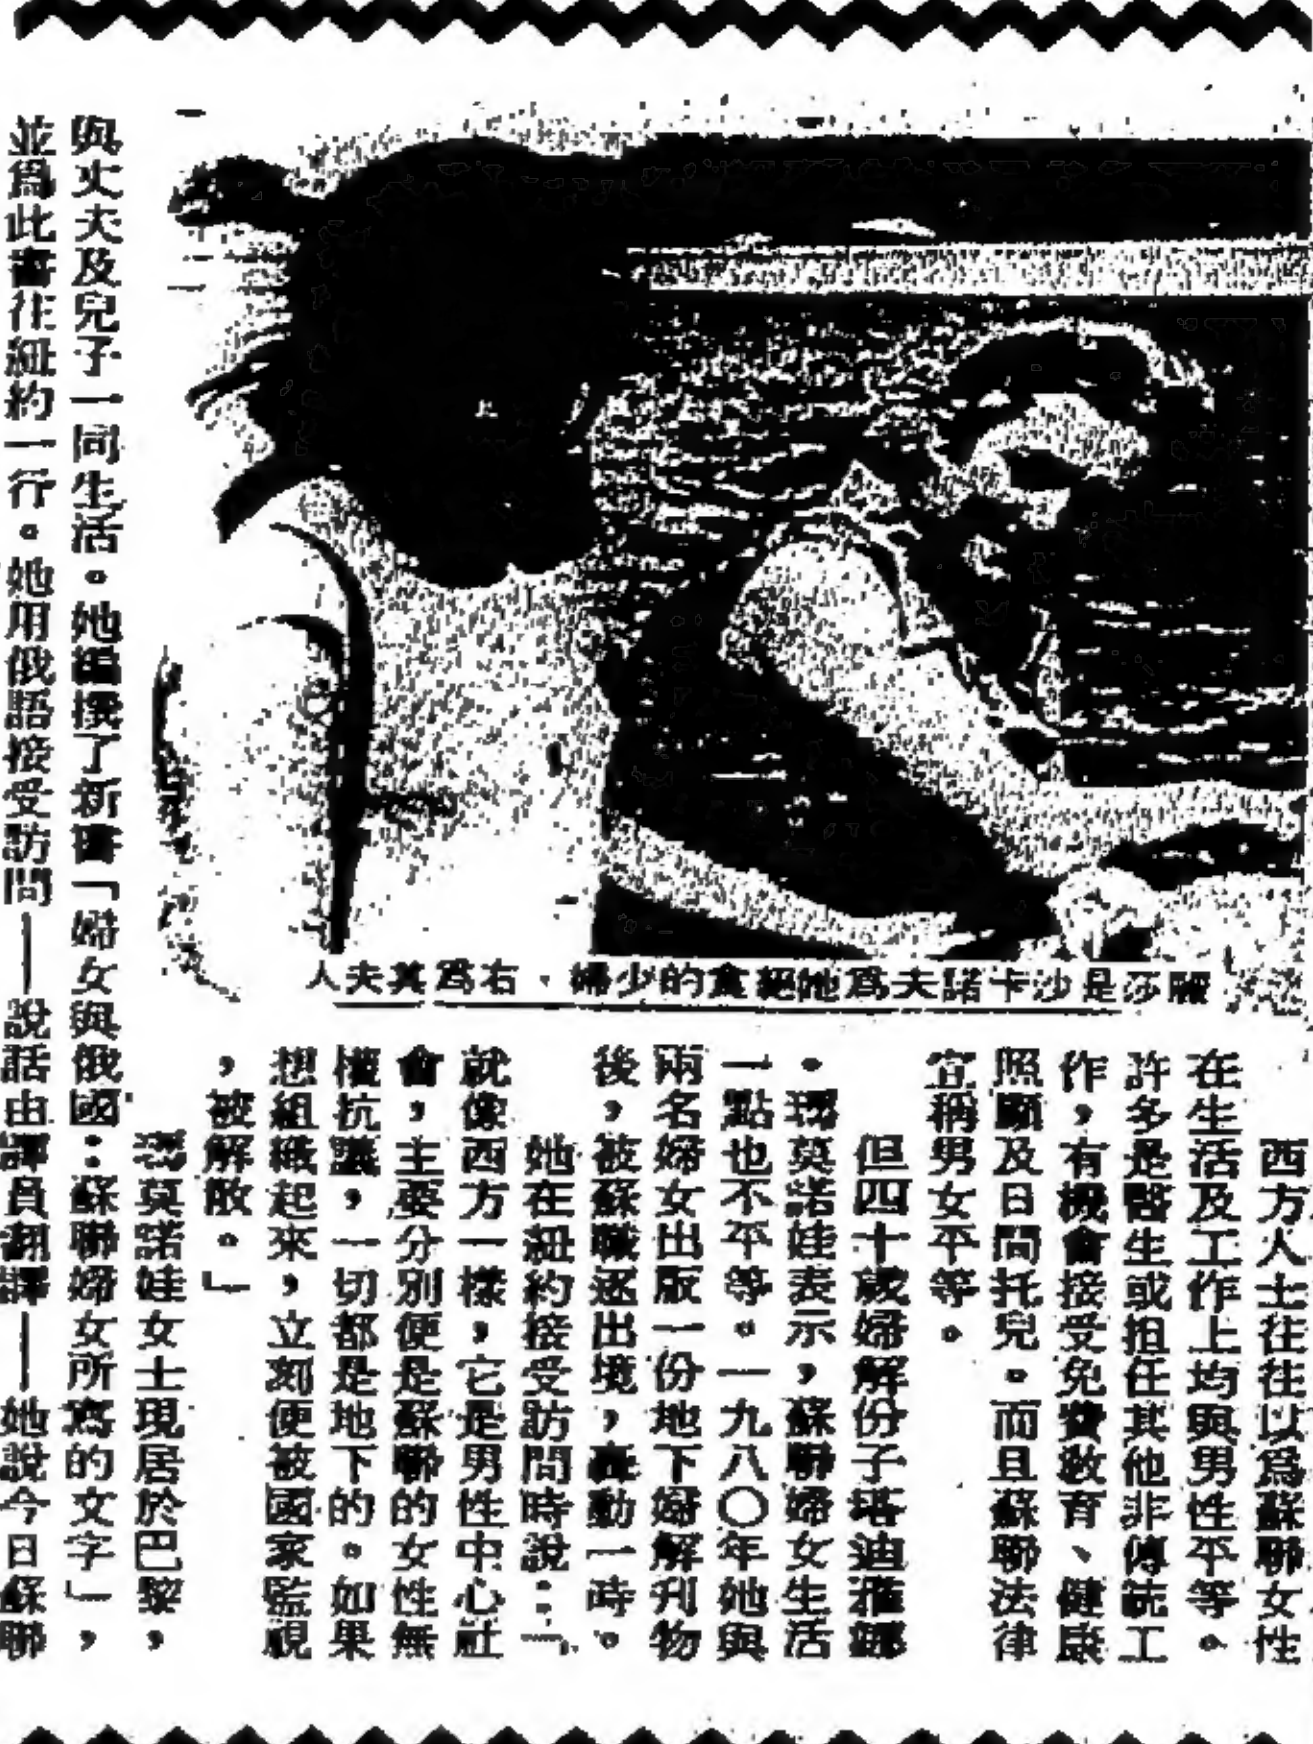 人夫其為右、婦少的食絕她為夫諾卡沙是莎麗
西方人士往往以為蘇聯女性
在生活及工作上均與男性平等。
許多是醫生或担任其他非傳統工
作,有機會接受免費教育、健康
照顧及日間托兒。而且蘇聯法律
宣稱男女平等。
但四十歲婦解份子塔迪雅娜
・瑪莫諾娃表示,蘇聯婦女生活
一點也不平等。一九八〇年她與
兩名婦女出版一份地下婦解刊物
後,被蘇聯逐出境,轟動一時。
她在紐約接受訪問時說:「
就像西方一樣,它是男性中心社
會,主要分別便是蘇聯的女性無
權抗議,一切都是地下的。如果
想組織起來,立刻便被國家監視
,被解散。」
瑪莫諾娃女士現居於巴黎,
與丈夫及兒子一同生活。她編撰了新書「婦女與俄國:蘇聯婦女所寫的文字」,
並為此書往紐約一行。她用俄語接受訪問——說話由譯員翻譯——她說今日蘇聯